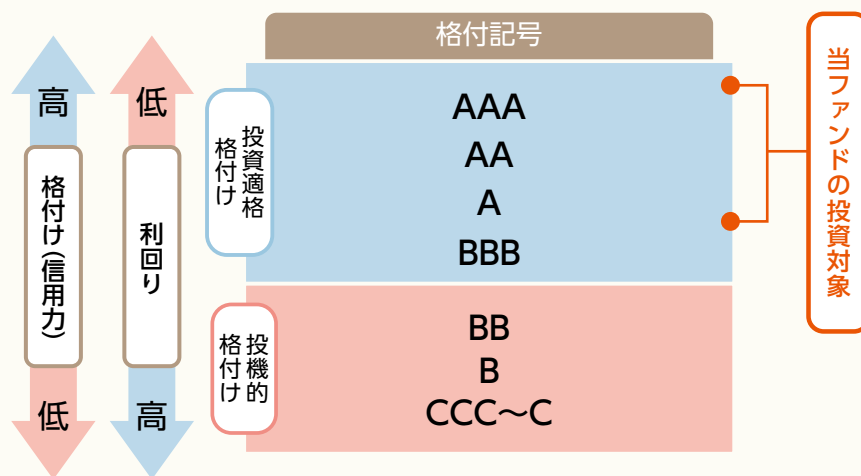 格付記号
高
格付け(信用力)
低
低
利回り
高
投資適格
格付け
AAA
AA
A
BBB
投機的
格付け
BB
B
CCC～C
当ファンドの投資対象